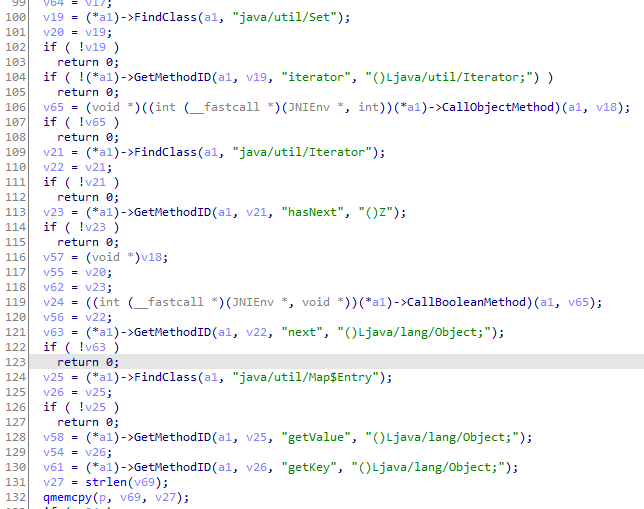 99 v64 = v17;
100 v19 = (*a1)->FindClass(a1, "java/util/Set");
101 v20 = v19;
102 if ( !v19 )
103 return 0;
104 if ( !(*a1)->GetMethodID(a1, v19, "iterator", "()Ljava/util/Iterator;") )
105 return 0;
106 v65 = (void *)((int (__fastcall *)(JNIEnv *, int))(*a1)->CallObjectMethod)(a1, v18);
107 if ( !v65 )
108 return 0;
109 v21 = (*a1)->FindClass(a1, "java/util/Iterator");
110 v22 = v21;
111 if ( !v21 )
112 return 0;
113 v23 = (*a1)->GetMethodID(a1, v21, "hasNext", "()Z");
114 if ( !v23 )
115 return 0;
116 v57 = (void *)v18;
117 v55 = v20;
118 v62 = v23;
119 v24 = ((int (__fastcall *)(JNIEnv *, void *))(*a1)->CallBooleanMethod)(a1, v65);
120 v56 = v22;
121 v63 = (*a1)->GetMethodID(a1, v22, "next", "()Ljava/lang/Object;");
122 if ( !v63 )
123 return 0;
124 v25 = (*a1)->FindClass(a1, "java/util/Map$Entry");
125 v26 = v25;
126 if ( !v25 )
127 return 0;
128 v58 = (*a1)->GetMethodID(a1, v25, "getValue", "()Ljava/lang/Object;");
129 v54 = v26;
130 v61 = (*a1)->GetMethodID(a1, v26, "getKey", "()Ljava/lang/Object;");
131 v27 = strlen(v69);
132 qmemcpy(p, v69, v27);